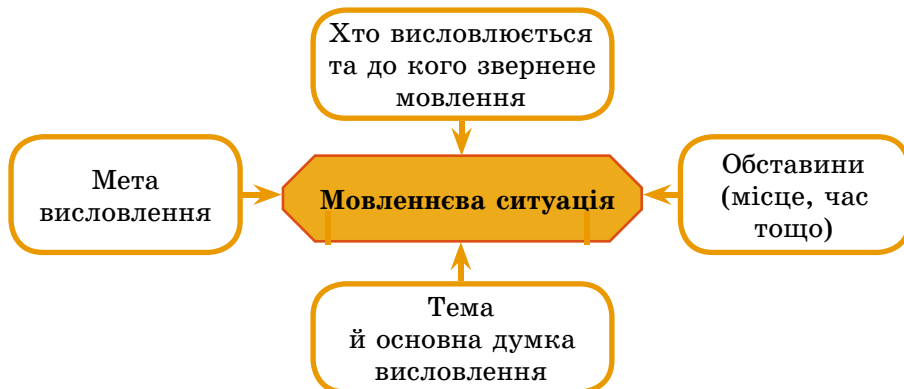 Хто висловлюється
та до кого звернене
мовлення
Мета
висловлення
Мовленнєва ситуація
Обставини
(місце, час
тощо)
Тема
й основна думка
висловлення